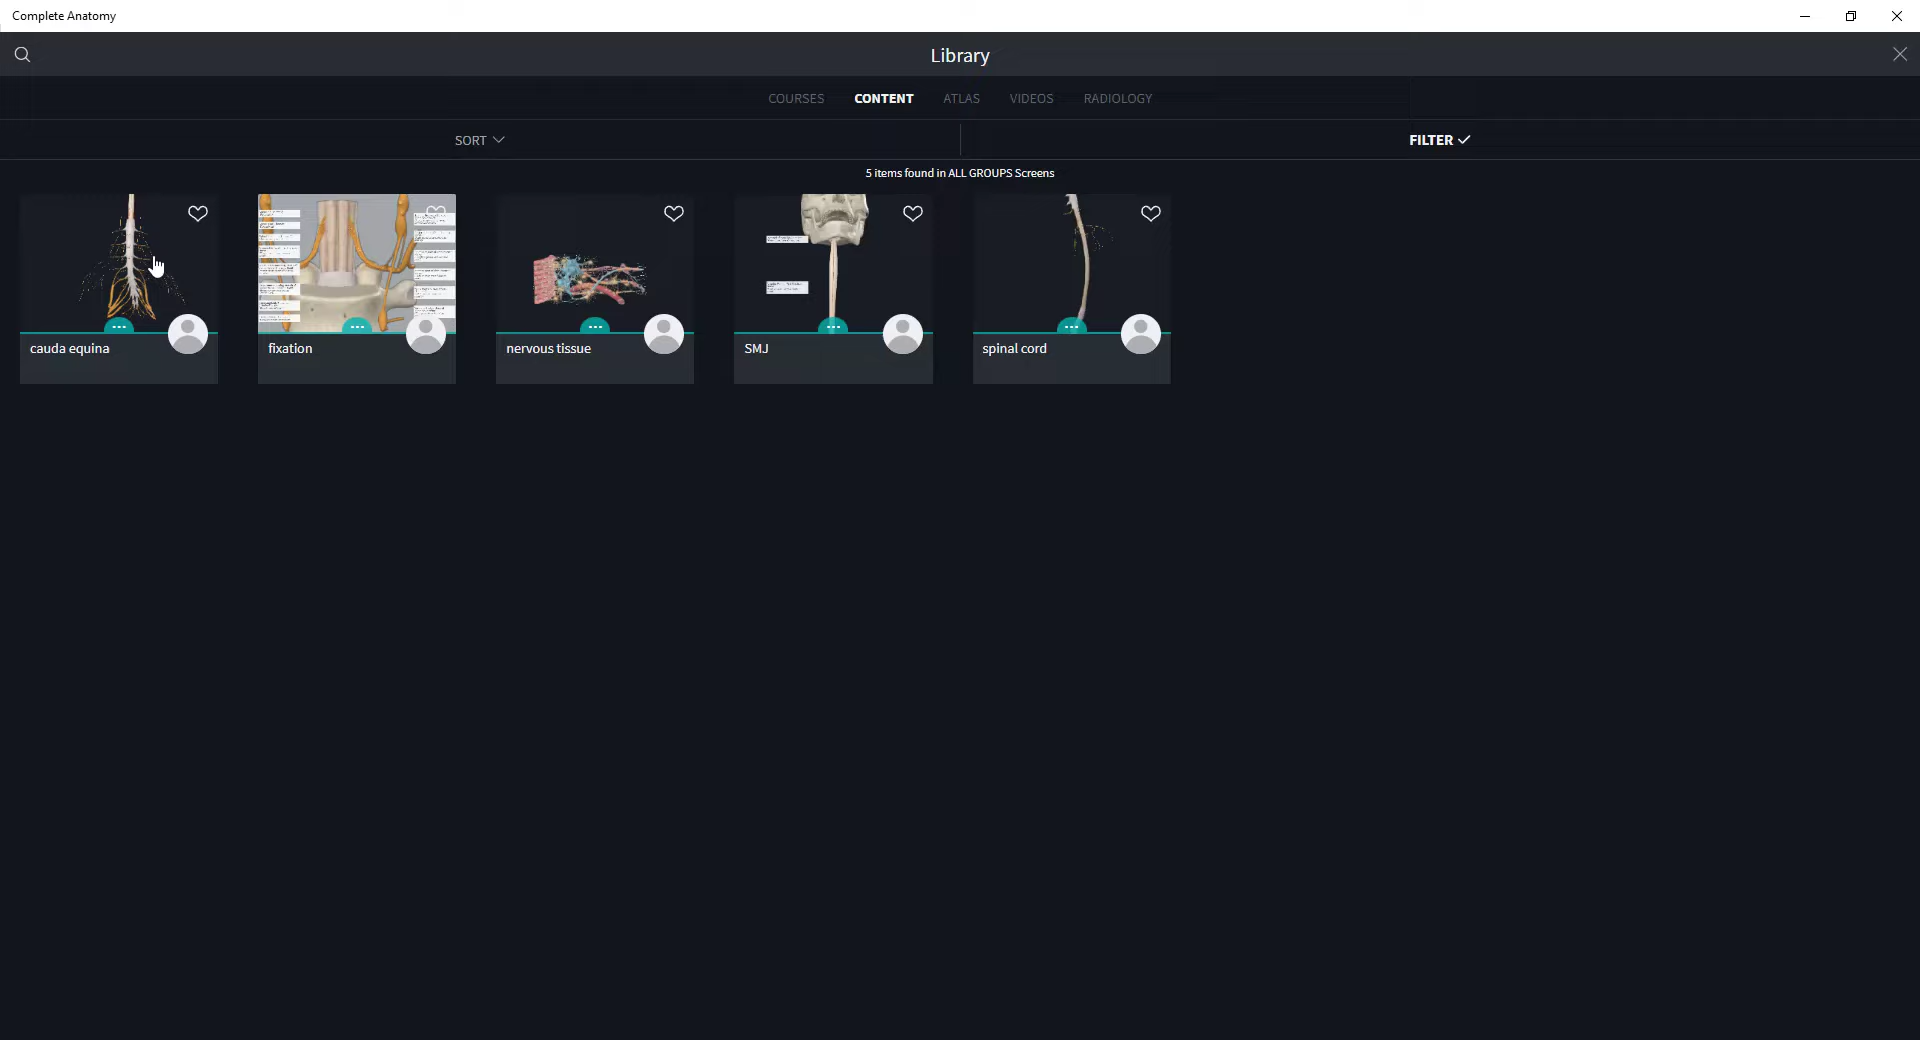 Complete Anatomy
Library
COURSES CONTENT ATLAS VIDEOS RADIOLOGY
SORT
FILTER
5 items found in ALL GROUPS Screens
cauda equina
fixation
nervous tissue
SMJ
spinal cord